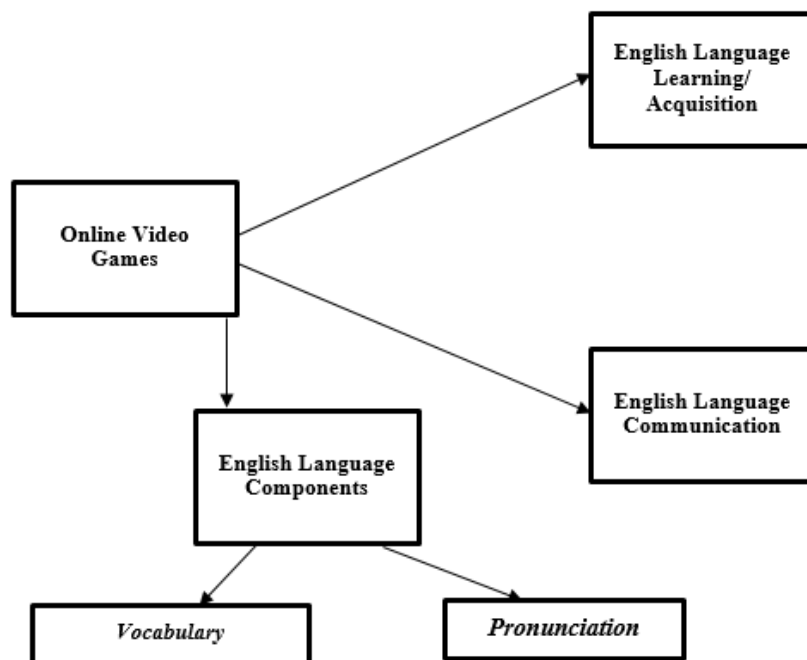 English Language
Learning/
Acquisition
Online Video
Games
English Language
Communication
English Language
Components
Vocabulary
Pronunciation